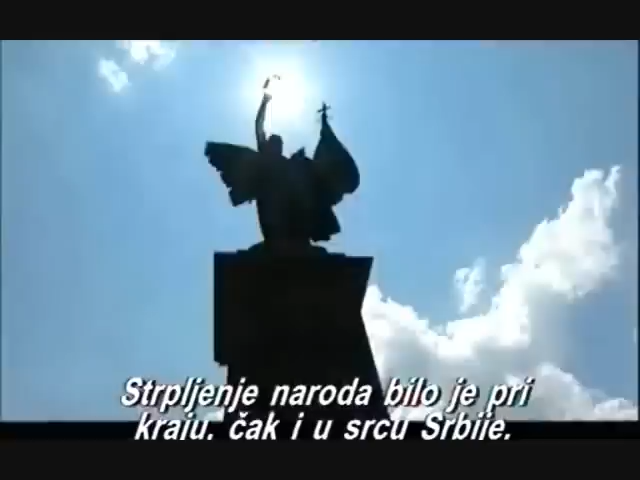 Strpljenje naroda bilo je pri
kraju, čak i u srcu Srbije.